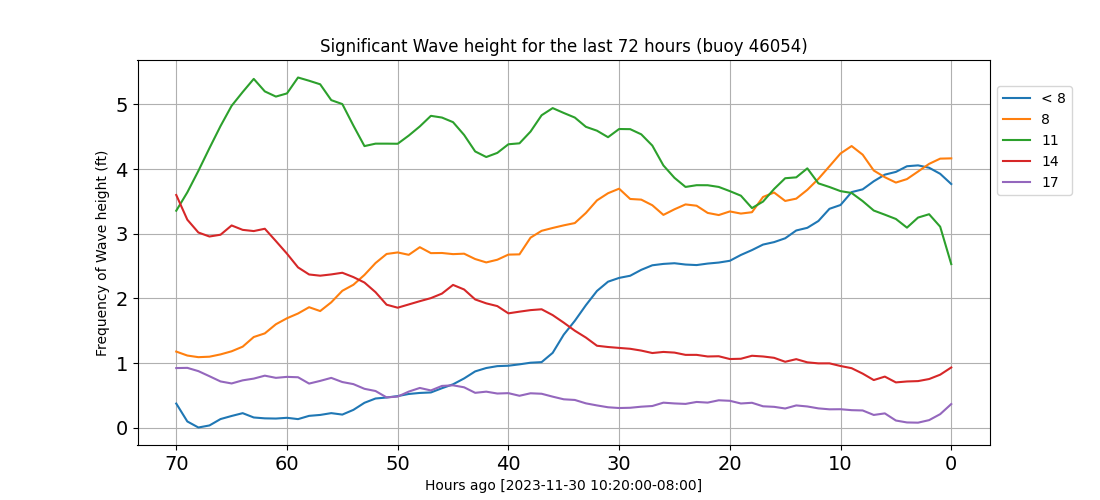 Significant Wave height for the last 72 hours (buoy 46054)
Frequency of Wave height (ft)
5
4
3
2
1
0
70 60 50 40 30 20 10 0
Hours ago [2023-11-30 10:20:00-08:00]
< 8
8
11
14
17